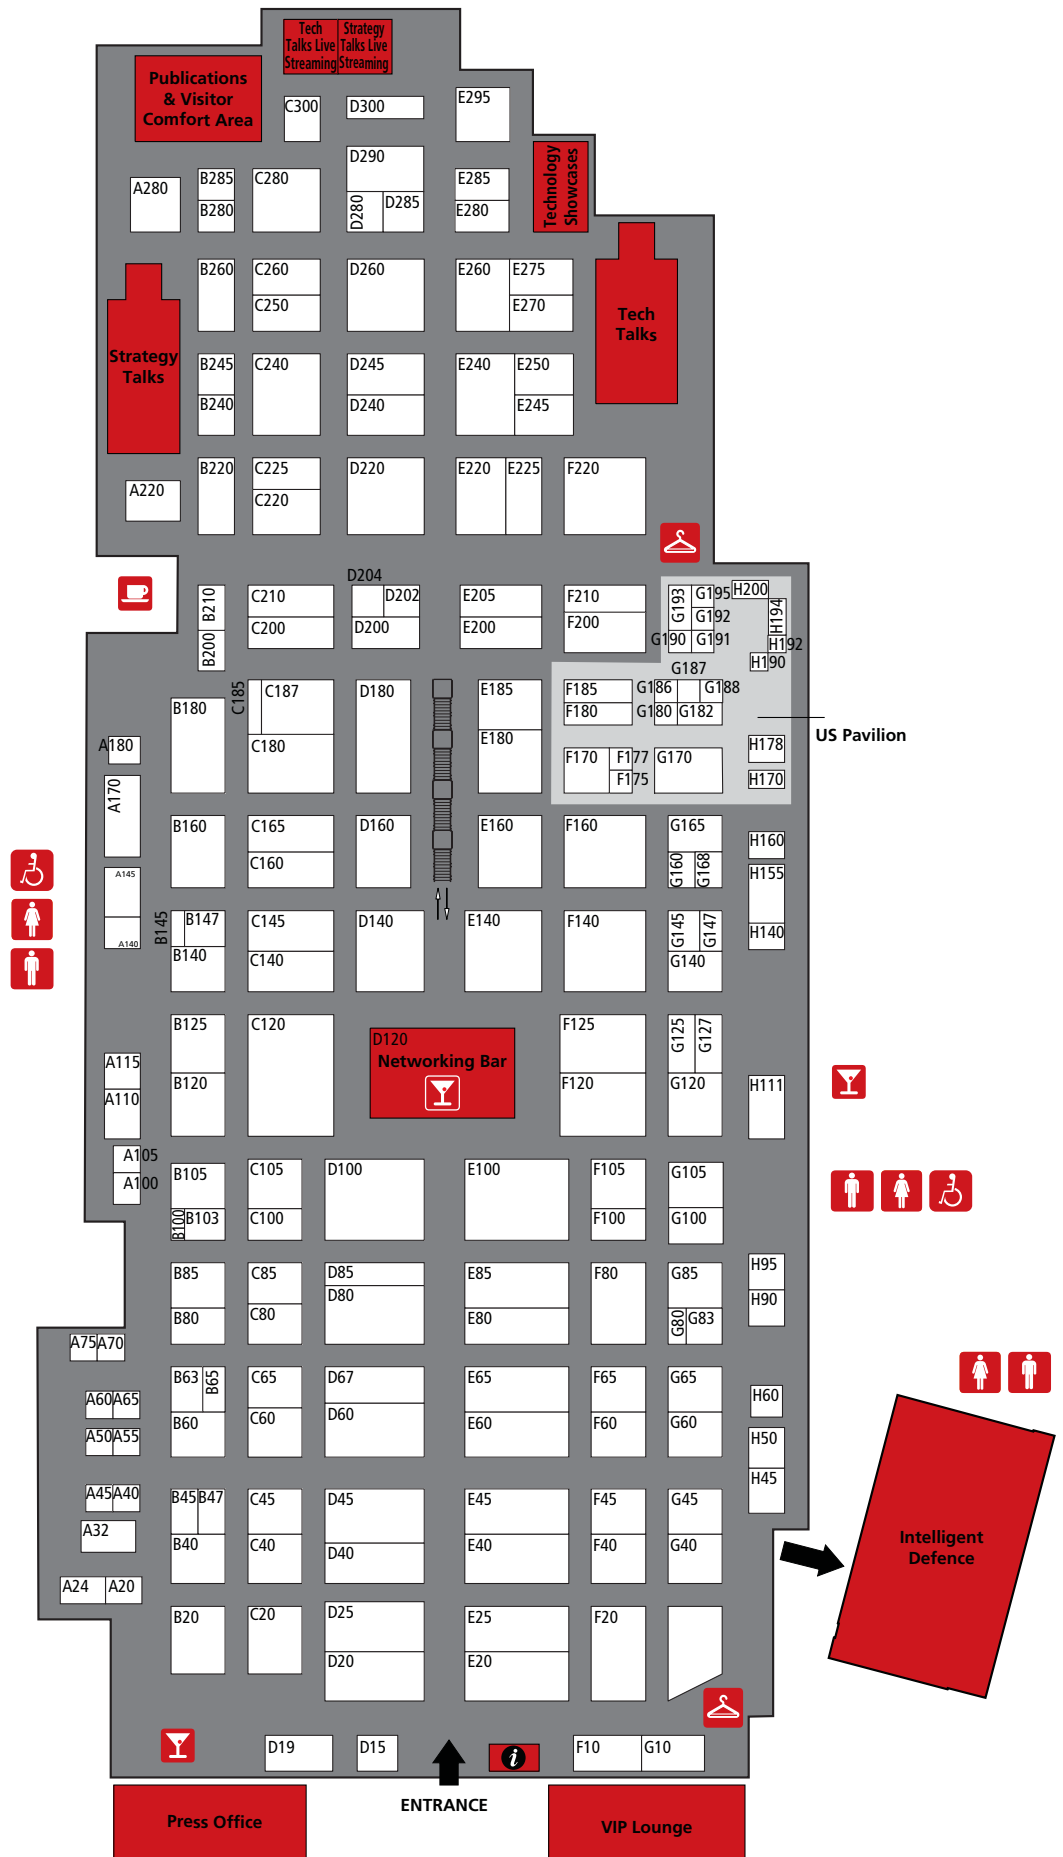 Tech
Talks Live
Streaming
Strategy
Talks Live
Streaming
Publications
& Visitor
Comfort Area
C300
D300
E295
Technology
Showcases
A280
B285
B280
C280
D290
D280
D285
E285
E280
Strategy
Talks
B260
C260
C250
D260
E260
E275
E270
Tech
Talks
B245
B240
C240
D245
D240
E240
E250
E245
A220
B220
C225
C220
D220
E220
E225
F220
B210
B200
C210
C200
D204
D202
D200
E205
E200
F210
F200
G193
G195
G192
G190
G191
H200
H194
H192
H190
G187
G186
G188
G180
G182
F185
F180
F170
F177
F175
G170
H178
H170
US Pavilion
A180
A170
B180
C185
C187
C180
D180
E185
E180
B160
C165
C160
D160
E160
F160
G165
G160
G168
H160
H155
H140
A145
A140
B145
B147
B140
C145
C140
D140
E140
F140
G145
G147
G140
B125
B120
C120
D120
Networking Bar
F125
F120
G125
G127
G120
H111
A115
A110
A105
A100
B105
B100
B103
C105
C100
D100
E100
F105
F100
G105
G100
B85
B80
C85
C80
D85
D80
E85
E80
F80
G85
G80
G83
H95
H90
A75
A70
A60
A65
A50
A55
B63
B65
B60
C65
C60
D67
D60
E65
E60
F65
F60
G65
G60
H60
H50
H45
A45
A40
A32
A24
A20
B45
B47
B40
C45
C40
D45
D40
E45
E40
F45
F40
G45
G40
Intelligent
Defence
B20
C20
D25
D20
E25
E20
F20
D19
D15
i
F10
G10
ENTRANCE
Press Office
VIP Lounge